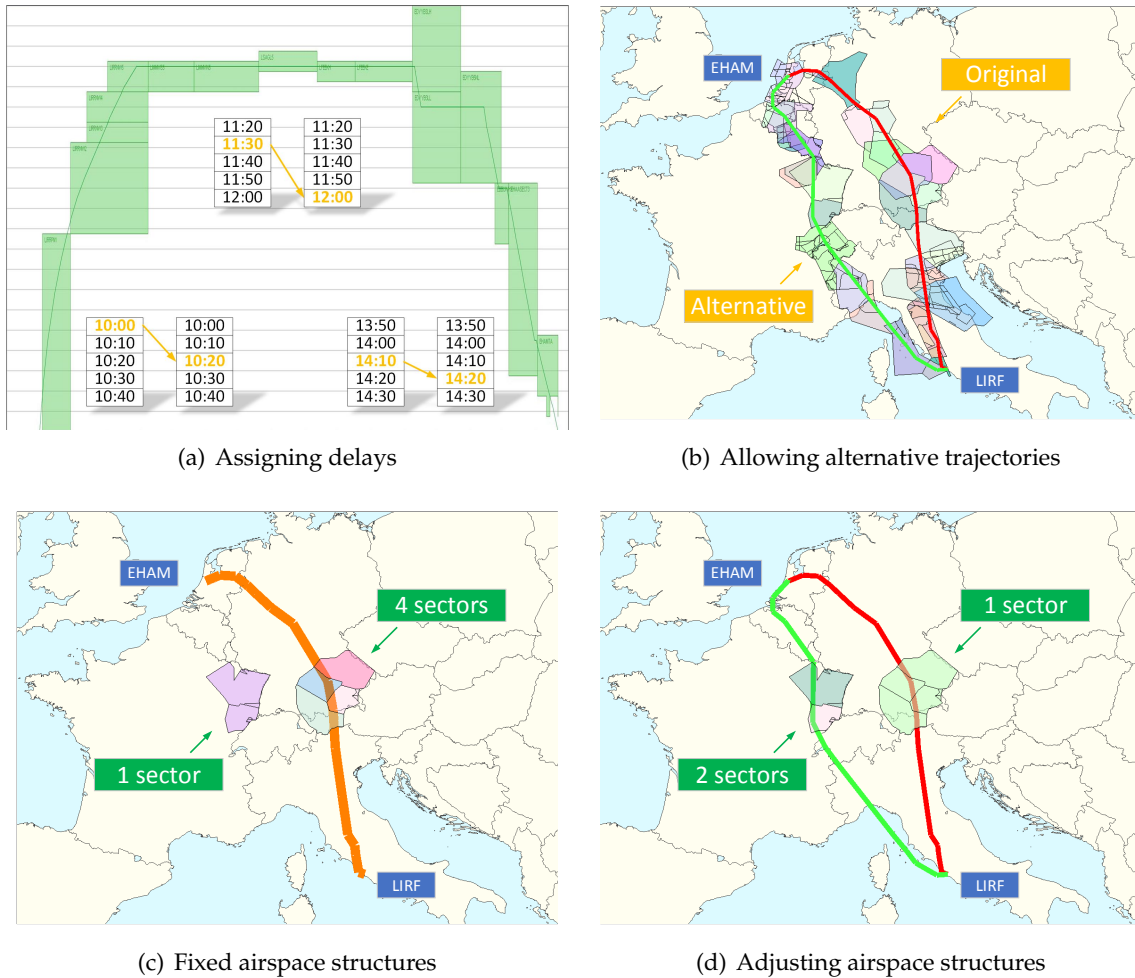 11:20 11:20
11:30 11:30
11:40 11:40
11:50 11:50
12:00 12:00
10:00 10:00
10:10 10:10
10:20 10:20
10:30 10:30
10:40 10:40
13:50 13:50
14:00 14:00
14:10 14:10
14:20 14:20
14:30 14:30
(a) Assigning delays
EHAM
Original
Alternative
LIRF
(b) Allowing alternative trajectories
EHAM
4 sectors
1 sector
LIRF
(c) Fixed airspace structures
EHAM
1 sector
2 sectors
LIRF
(d) Adjusting airspace structures